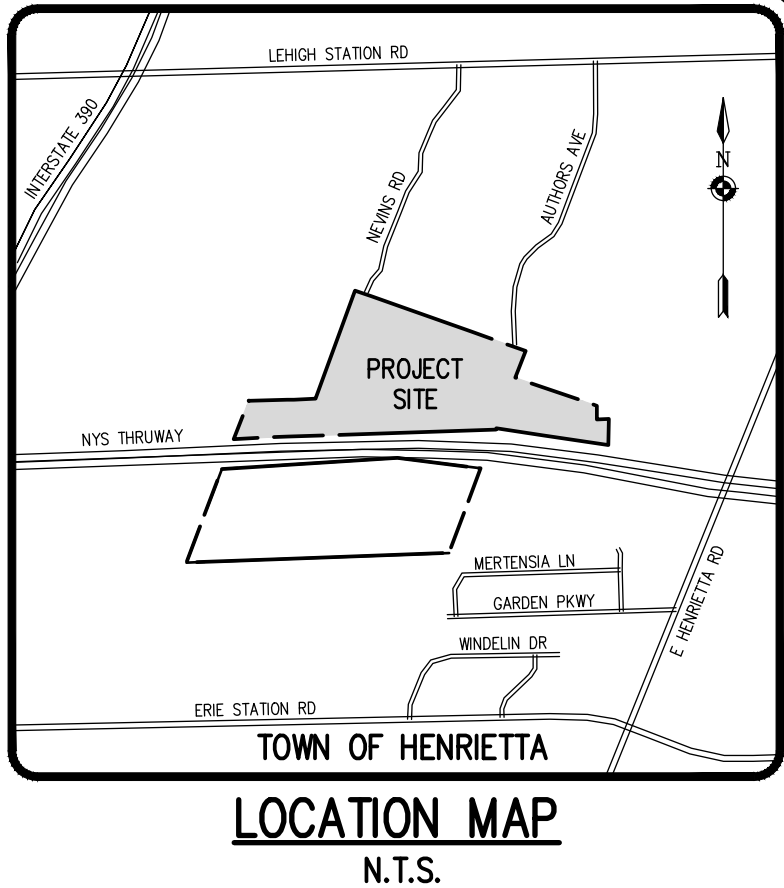 LEHIGH STATION RD
INTERSTATE 390
NEVINS RD
AUTHORS AVE
N
PROJECT
SITE
NYS THRUWAY
MERTENSIA LN
GARDEN PKWY
E HENRIETTA RD
WINDELIN DR
ERIE STATION RD
TOWN OF HENRIETTA
LOCATION MAP
N.T.S.